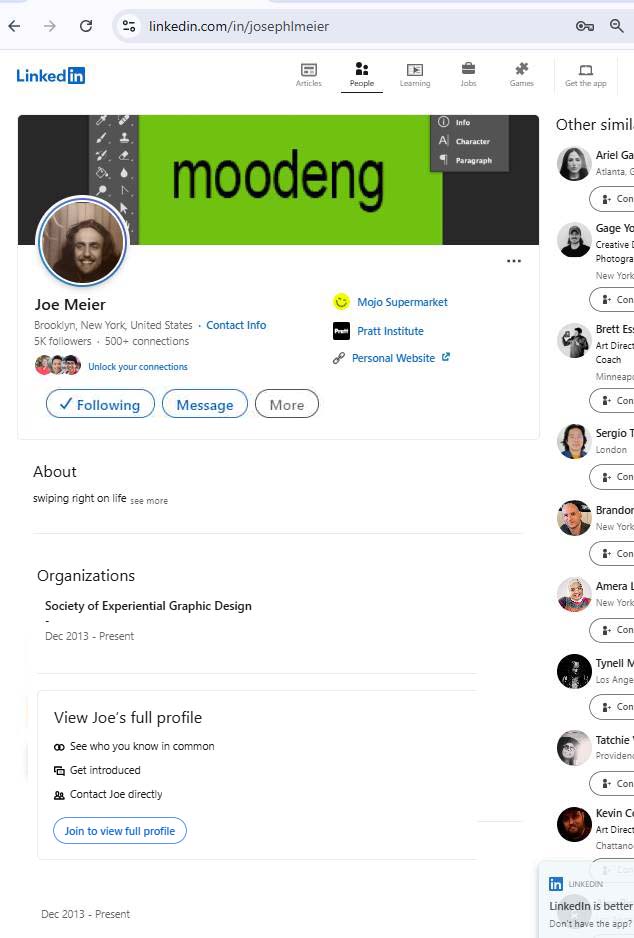 linkedin.com/in/josephlmeier
LinkedIn
Articles
People
Learning
Jobs
Games
Get the app
moodeng
Info
Character
Paragraph
Joe Meier
Brooklyn, New York, United States · Contact Info
5K followers · 500+ connections
Unlock your connections
Mojo Supermarket
Pratt
Pratt Institute
Personal Website
✓ Following
Message
More
About
swiping right on life see more
Organizations
Society of Experiential Graphic Design
-
Dec 2013 - Present
View Joe's full profile
See who you know in common
Get introduced
Contact Joe directly
Join to view full profile
Dec 2013 - Present
Other simil
Ariel Ga
Atlanta, G
Con
Gage Yo
Creative D
Photogra
New York
Con
Brett Ess
Art Direc
Coach
Minneap
Con
Sergio T
London
Con
Brandor
New York
Con
Amera L
New York
Con
Tynell M
Los Ange
Con
Tatchie
Providenc
Con
Kevin Co
Art Direct
Chattano
Con
in LINKEDIN
LinkedIn is better
Don't have the app?